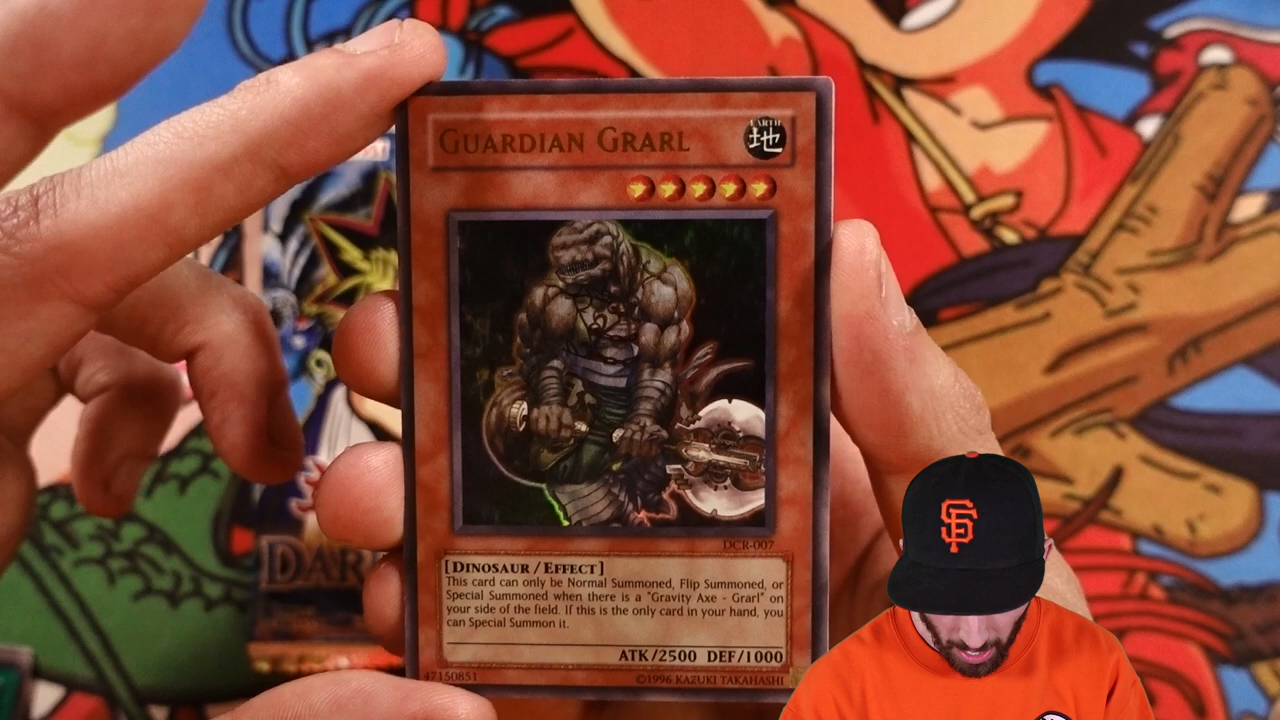 GUARDIAN GRARL
EARTH
地
DCR-007
[DINOSAUR/EFFECT]
This card can only be Normal Summoned, Flip Summoned, or
Special Summoned when there is a "Gravity Axe - Grarl" on
your side of the field. If this is the only card in your hand, you
can Special Summon it.
ATK/2500 DEF/1000
47150851
©1996 KAZUKI TAKAHASHI
DAR
SF